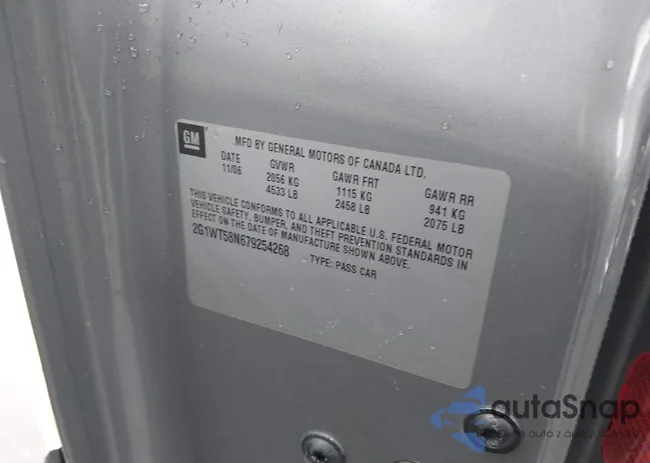 GM
MFD BY GENERAL MOTORS OF CANADA LTD.
DATE GVWR GAWR FRT GAWR RR
11/06 2056 KG 1115 KG 941 KG
4533 LB 2458 LB 2075 LB
THIS VEHICLE CONFORMS TO ALL APPLICABLE U.S. FEDERAL MOTOR
VEHICLE SAFETY, BUMPER, AND THEFT PREVENTION STANDARDS IN
EFFECT ON THE DATE OF MANUFACTURE SHOWN ABOVE.
2G1WT58N679254268 TYPE: PASS CAR
autoSnap